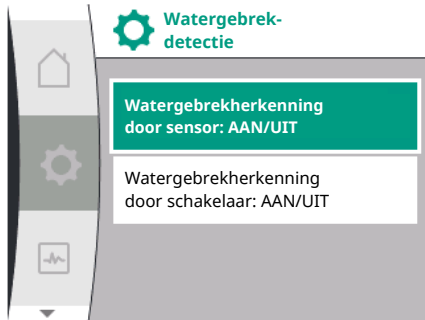 Watergebrek-
detectie
Watergebrekherkenning
door sensor: AAN/UIT
Watergebrekherkenning
door schakelaar: AAN/UIT